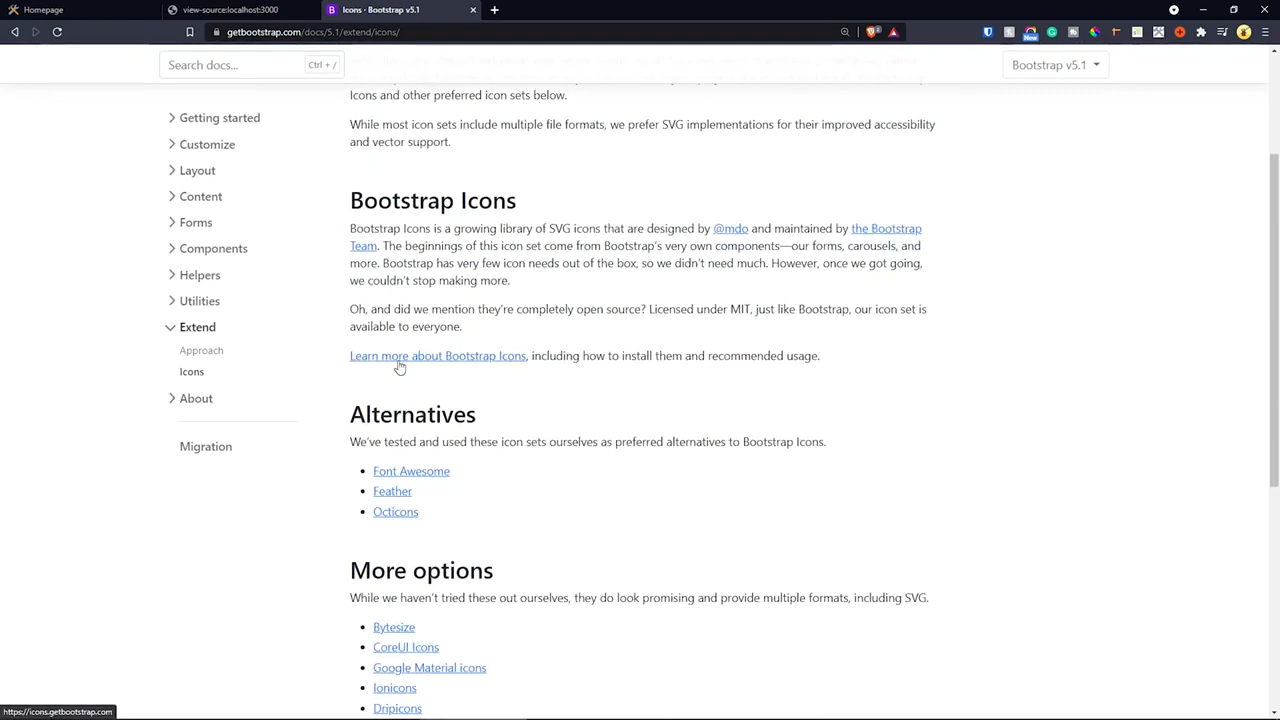 Homepage
view-source:localhost:3000
Icons · Bootstrap v5.1
getbootstrap.com/docs/5.1/extend/icons/
Search docs...
Ctrl + /
Bootstrap v5.1
Getting started
Customize
Layout
Content
Forms
Components
Helpers
Utilities
Extend
Approach
Icons
About
Migration
Icons and other preferred icon sets below.
While most icon sets include multiple file formats, we prefer SVG implementations for their improved accessibility
and vector support.
Bootstrap Icons
Bootstrap Icons is a growing library of SVG icons that are designed by @mdo and maintained by the Bootstrap
Team. The beginnings of this icon set come from Bootstrap's very own components—our forms, carousels, and
more. Bootstrap has very few icon needs out of the box, so we didn't need much. However, once we got going,
we couldn't stop making more.
Oh, and did we mention they're completely open source? Licensed under MIT, just like Bootstrap, our icon set is
available to everyone.
Learn more about Bootstrap Icons, including how to install them and recommended usage.
Alternatives
We've tested and used these icon sets ourselves as preferred alternatives to Bootstrap Icons.
Font Awesome
Feather
Octicons
More options
While we haven't tried these out ourselves, they do look promising and provide multiple formats, including SVG.
Bytesize
CoreUI Icons
Google Material icons
Ionicons
Dripicons
https://icons.getbootstrap.com